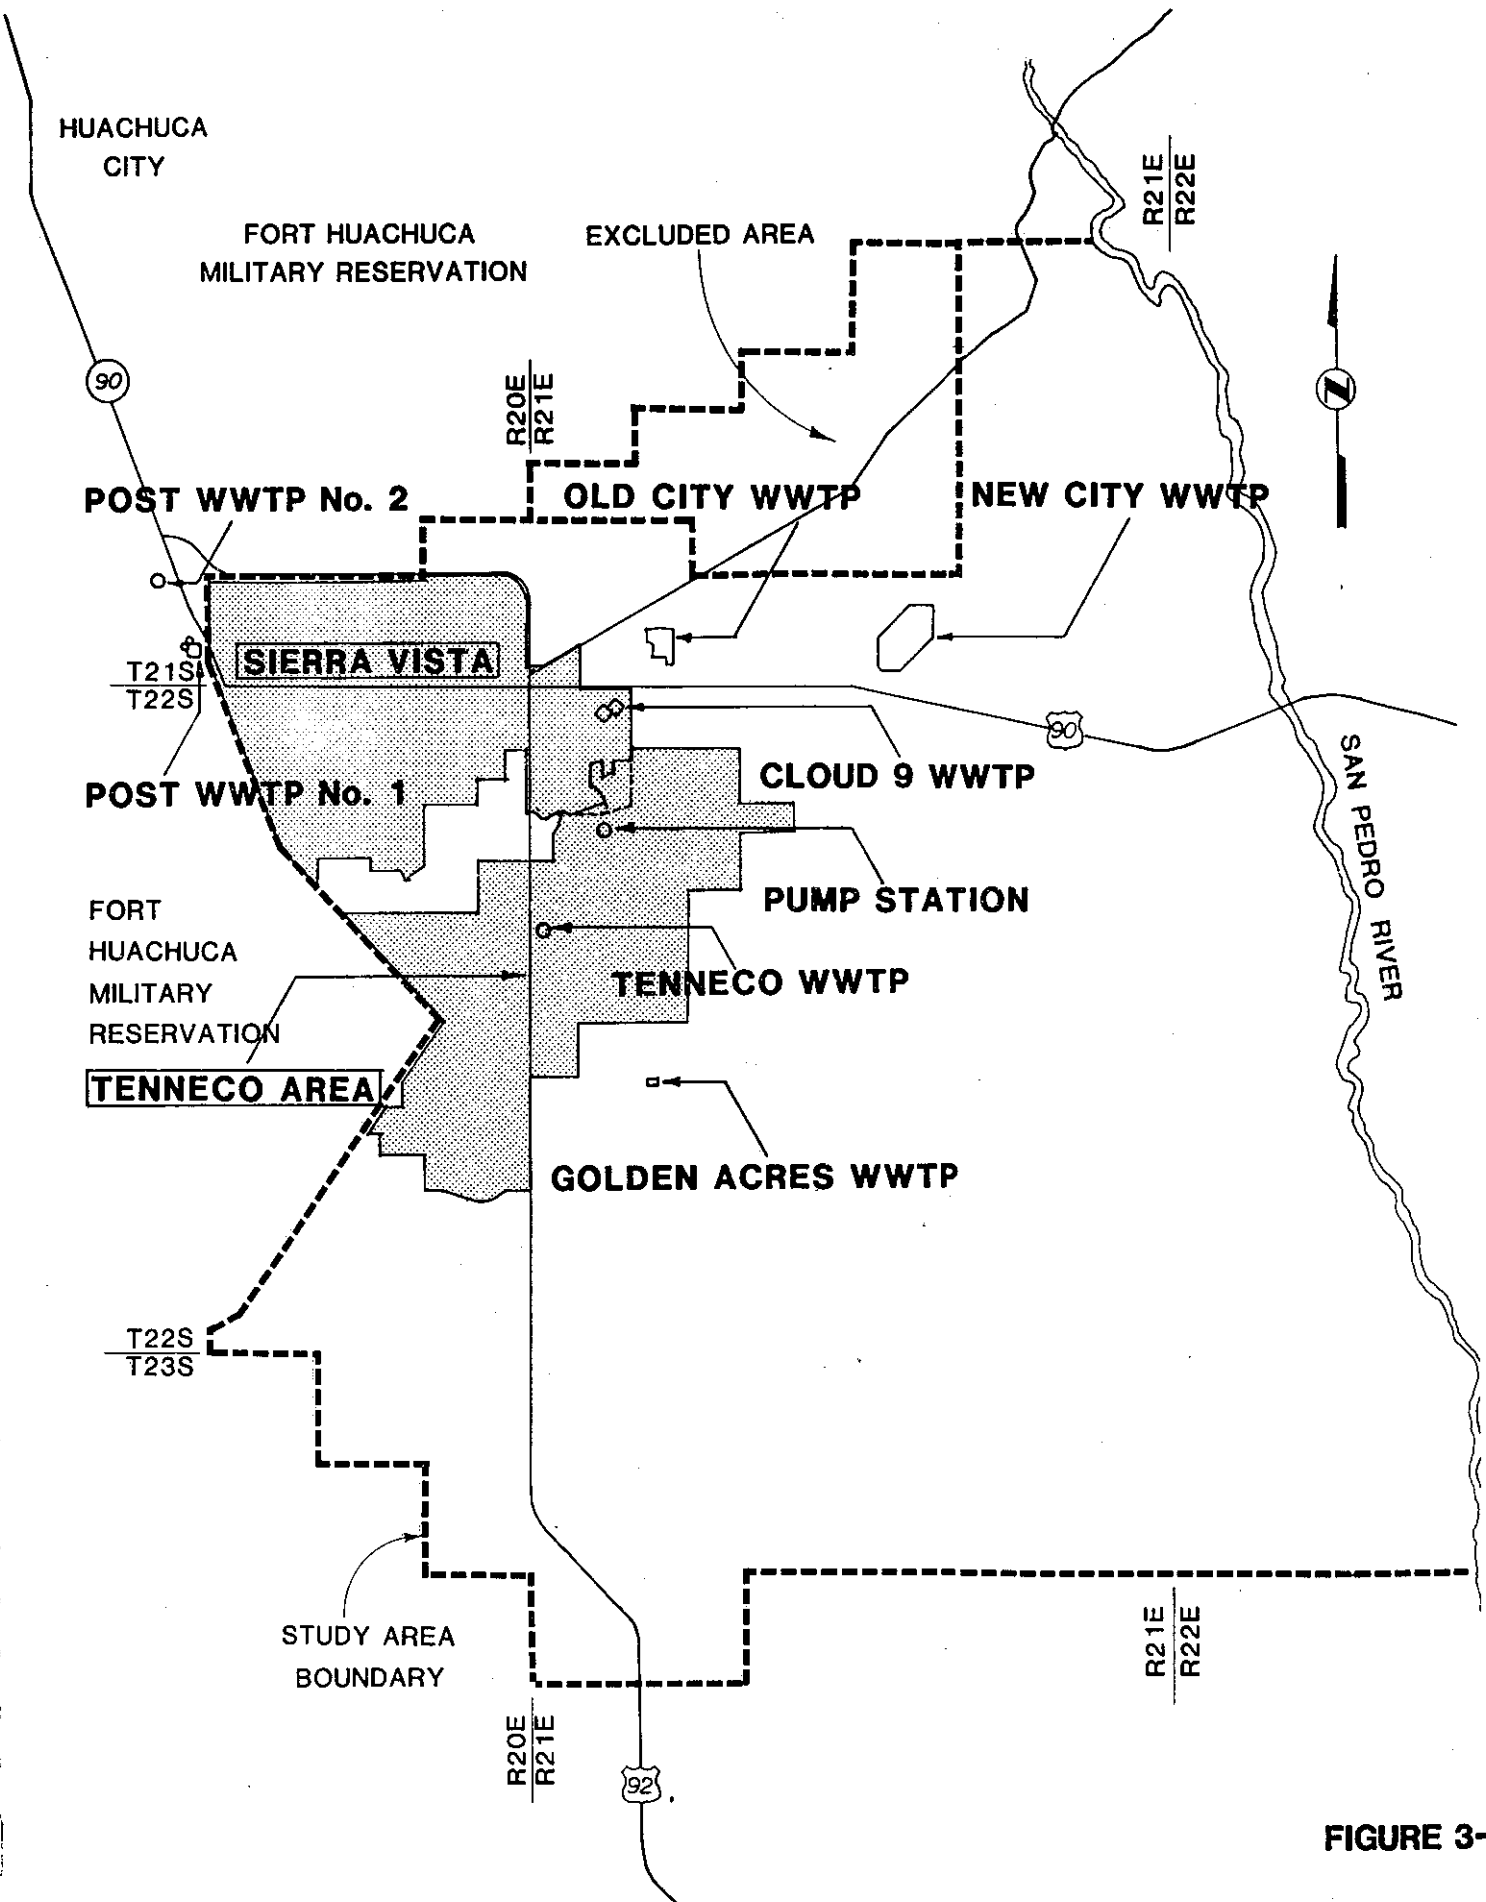 HUACHUCA
CITY
FORT HUACHUCA
MILITARY RESERVATION
EXCLUDED AREA
R21E
R22E
90
R20E
R21E
N
POST WWTP No. 2
OLD CITY WWTP
NEW CITY WWTP
SIERRA VISTA
T21S
T22S
90
SAN PEDRO RIVER
POST WWTP No. 1
CLOUD 9 WWTP
PUMP STATION
FORT
HUACHUCA
MILITARY
RESERVATION
TENNECO WWTP
TENNECO AREA
GOLDEN ACRES WWTP
T22S
T23S
STUDY AREA
BOUNDARY
R21E
R22E
R20E
R21E
92
FIGURE 3-